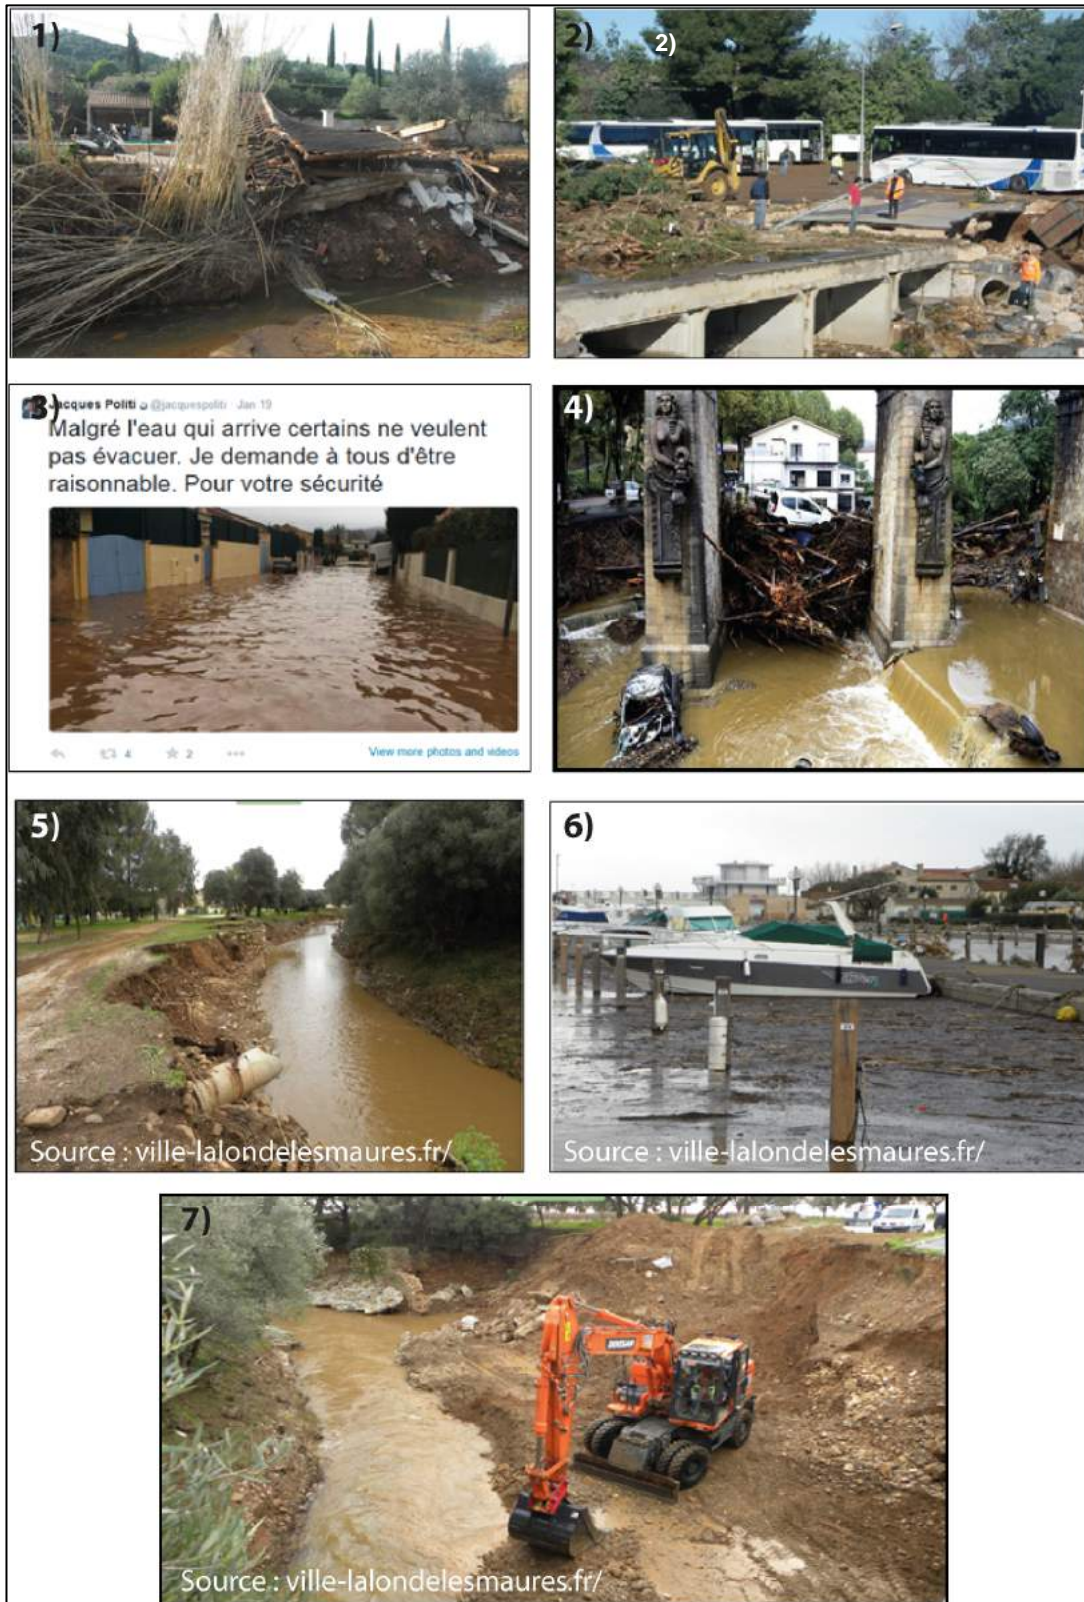 1)
2)
2)
3)
Jacques Politi @jacquespoliti · Jan 19
Malgré l'eau qui arrive certains ne veulent
pas évacuer. Je demande à tous d'être
raisonnable. Pour votre sécurité
4
2
View more photos and videos
4)
5)
Source : ville-lalondelesmaures.fr/
6)
Source : ville-lalondelesmaures.fr/
7)
Source : ville-lalondelesmaures.fr/